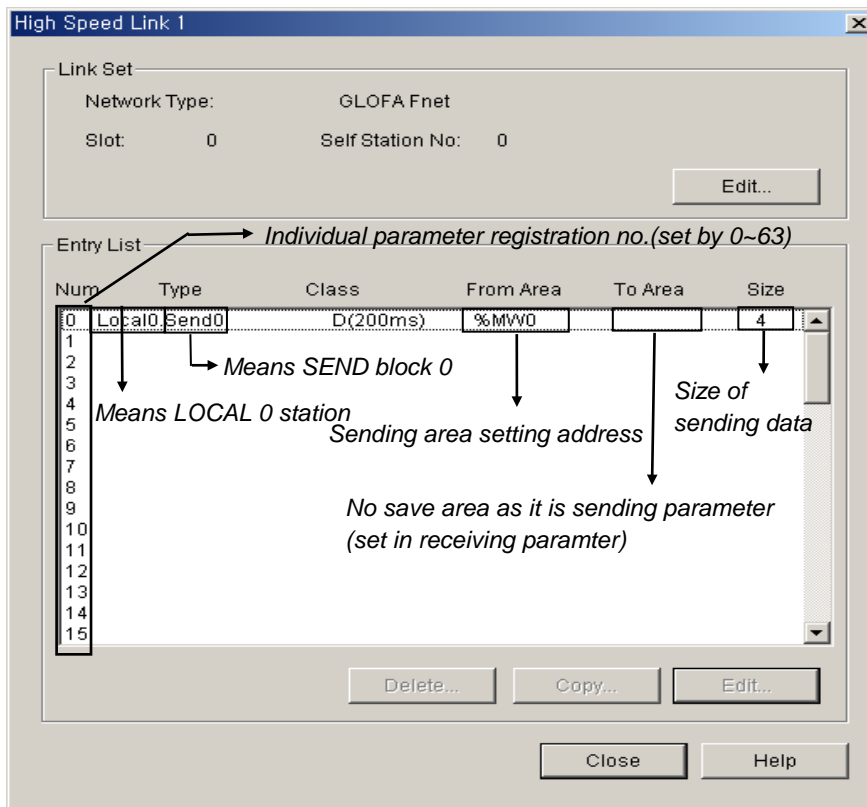 High Speed Link 1
Link Set
Network Type: GLOFA Fnet
Slot: 0 Self Station No: 0
Edit...
Individual parameter registration no.(set by 0~63)
Entry List
Num Type Class From Area To Area Size
0 Local0 Send0 D(200ms) %MW0 4
1
2
3
4
5
6
7
8
9
10
11
12
13
14
15
Means SEND block 0
Means LOCAL 0 station
Sending area setting address
Size of
sending data
No save area as it is sending parameter
(set in receiving paramter)
Delete... Copy... Edit...
Close Help